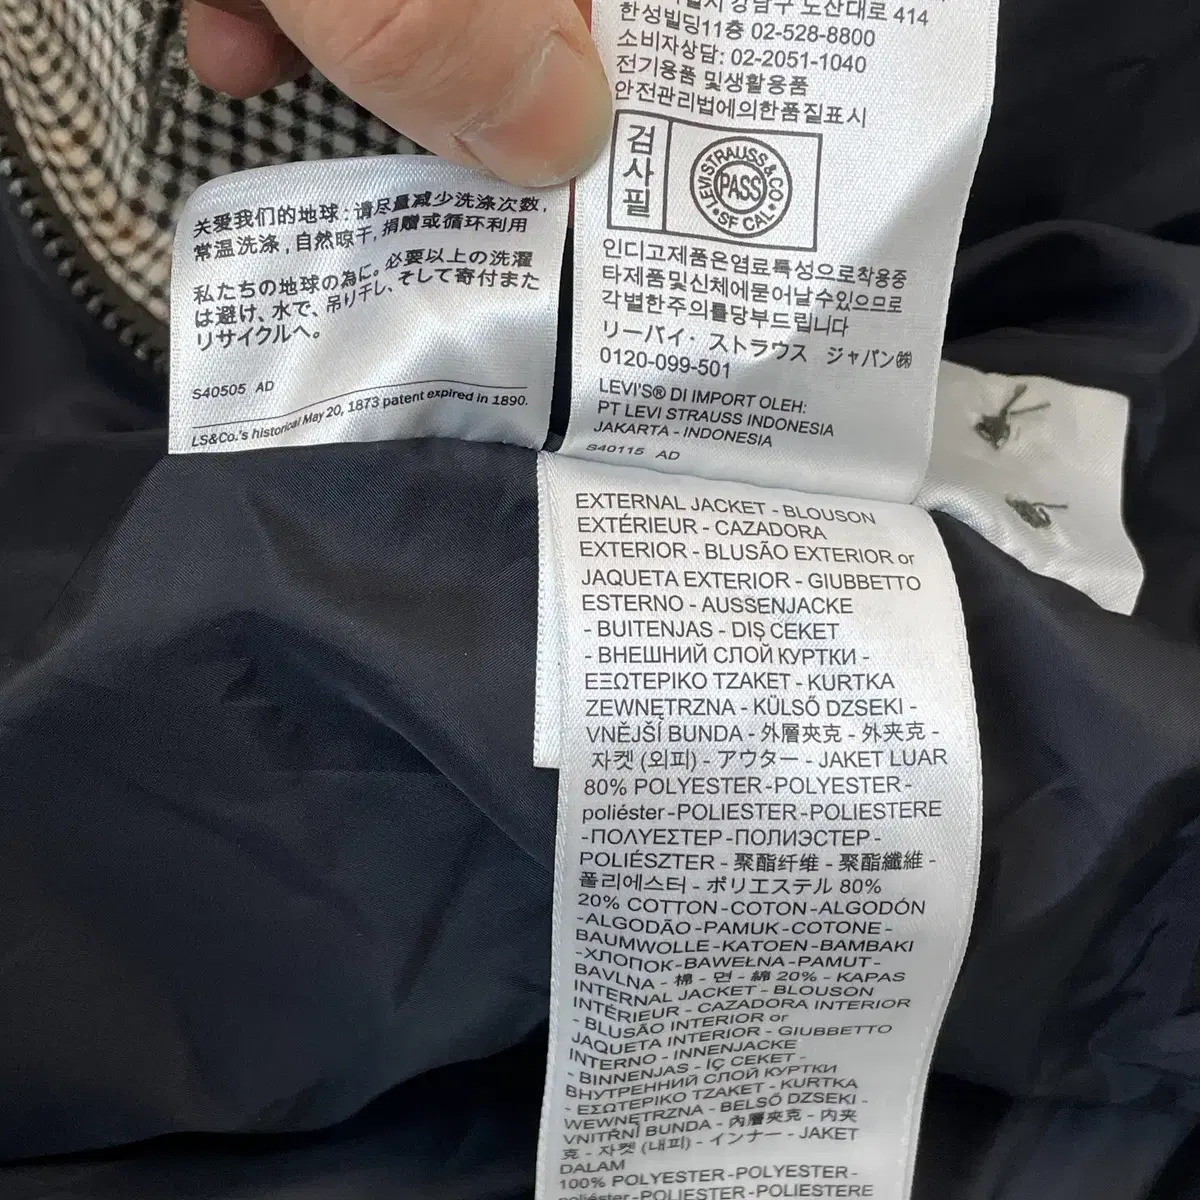 강남구 도산대로 414
한성빌딩11층 02-528-8800
소비자상담: 02-2051-1040
전기용품 및생활용품
안전관리법에의한품질표시
검사필
LEVI STRAUSS & CO.
PASS
SF CAL
인디고제품은염료특성으로착용중
타제품및신체에묻어날수있으므로
각별한주의를당부드립니다
リーバイ・ストラウス ジャパン㈱
0120-099-501
LEVI'S® DI IMPORT OLEH:
PT LEVI STRAUSS INDONESIA
JAKARTA - INDONESIA
S40115 AD
关爱我们的地球:请尽量减少洗涤次数,
常温洗涤,自然晾干,捐赠或循环利用
私たちの地球の為に。必要以上の洗濯
は避け、水で、吊り干し、そして寄付また
リサイクルへ。
S40505 AD
LS&Co.'s historical May 20, 1873 patent expired in 1890.
EXTERNAL JACKET - BLOUSON
EXTÉRIEUR - CAZADORA
EXTERIOR - BLUSÃO EXTERIOR or
JAQUETA EXTERIOR - GIUBBETTO
ESTERNO - AUSSENJACKE
- BUITENJAS - DIŞ CEKET
- ВНЕШНИЙ СЛОЙ КУРТКИ -
ΕΞΩΤΕΡΙΚΟ TZAKET - KURTKA
ZEWNĘTRZNA - KÜLSŐ DZSEKI -
VNĚJŠÍ BUNDA - 外層夾克 - 外夹克 -
자켓 (외피) - アウター - JAKET LUAR
80% POLYESTER-POLYESTER-
poliéster-POLIESTER-POLIESTERE
-ΠΟΛΥΕΣΤΕΡ-ПОЛИЭСТЕР-
POLIÉSZTER - 聚酯纤维 - 聚酯纖維 -
폴리에스터 - ポリエステル 80%
20% COTTON-COTON-ALGODÓN
-ALGODÃO-PAMUK-COTONE-
BAUMWOLLE-KATOEN-BAMBAKI
-ХЛОПОК-BAWEŁNA-PAMUT-
BAVLNA - 棉 - 면 - 綿 20% - KAPAS
INTERNAL JACKET - BLOUSON
INTÉRIEUR - CAZADORA INTERIOR
- BLUSÃO INTERIOR or
JAQUETA INTERIOR - GIUBBETTO
INTERNO - INNENJACKE
- BINNENJAS - İÇ CEKET -
ВНУТРЕННИЙ СЛОЙ КУРТКИ
- ΕΣΩΤΕΡΙΚΟ TZAKET - KURTKA
WEWNĘTRZNA - BELSŐ DZSEKI -
VNITŘNÍ BUNDA - 內層夾克 - 内夹
克 - 자켓 (내피) - インナー - JAKET
DALAM
100% POLYESTER-POLYESTER-
poliéster-POLIESTER-POLIESTERE